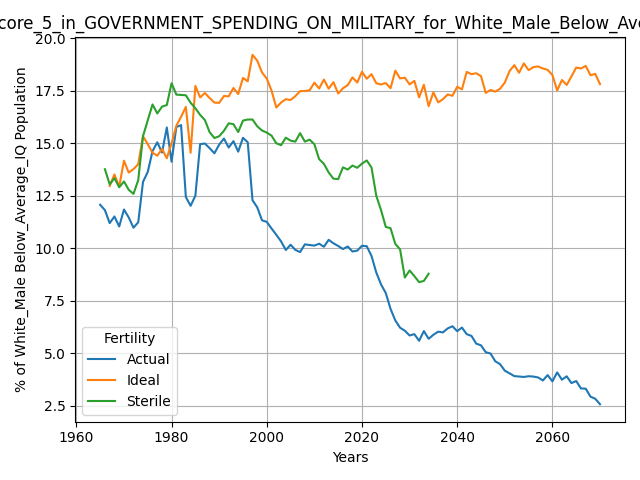 core_5_in_GOVERNMENT_SPENDING_ON_MILITARY_for_White_Male_Below_Ave
% of White_Male Below_Average_IQ Population
20.0
17.5
15.0
12.5
10.0
7.5
5.0
2.5
Fertility
Actual
Ideal
Sterile
1960
1980
2000
2020
2040
2060
Years